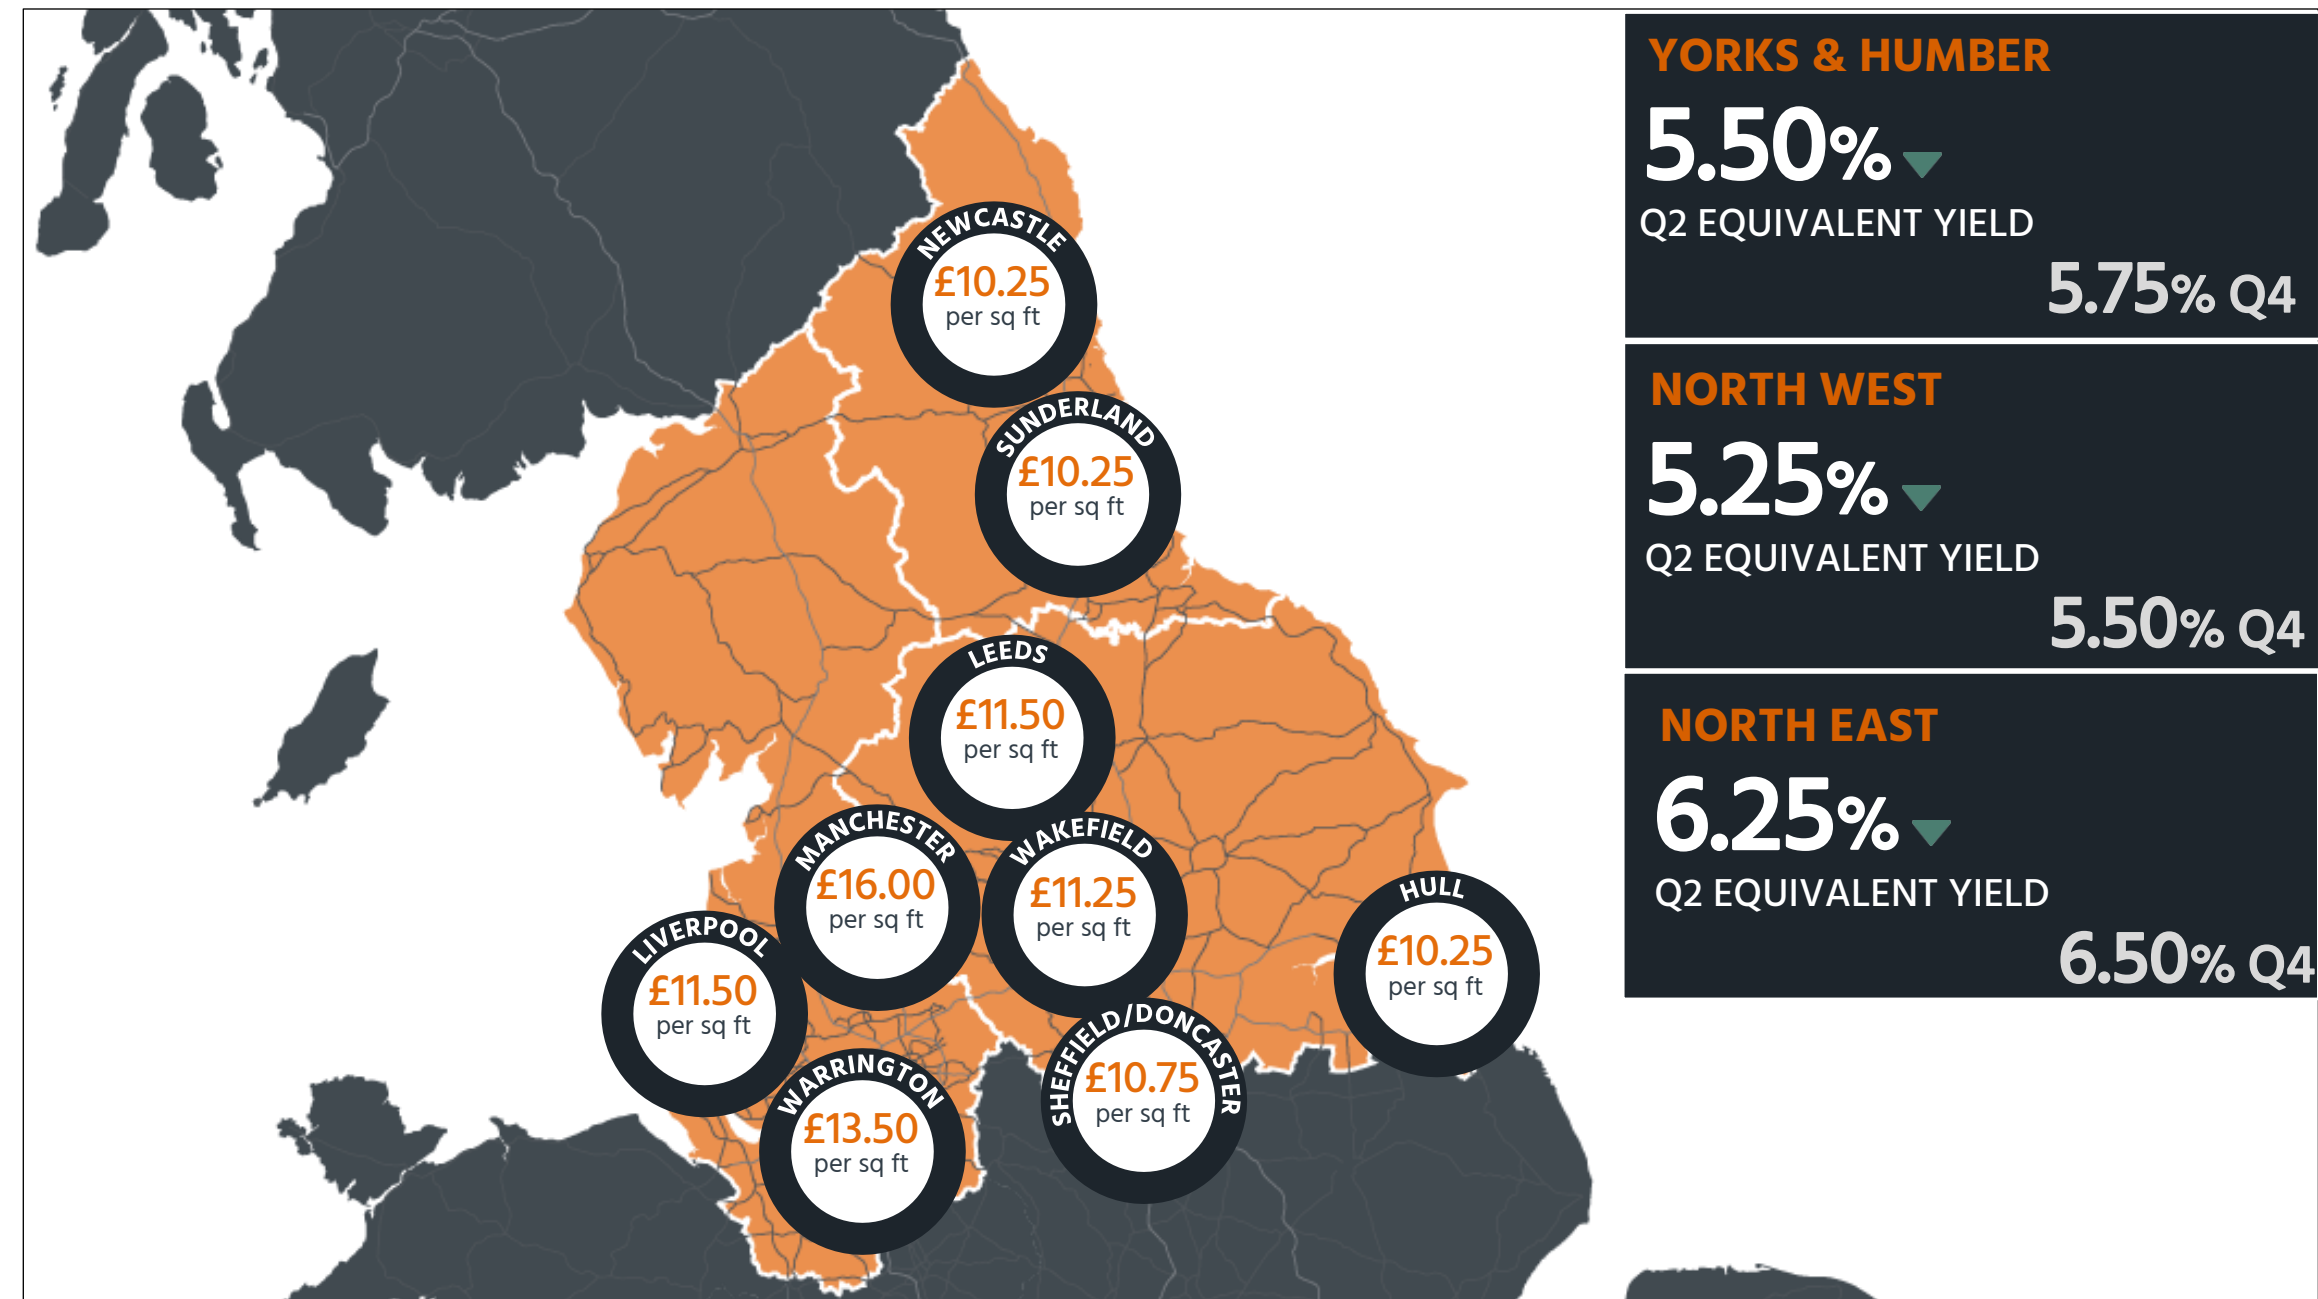 NEWCASTLE
£10.25
per sq ft
SUNDERLAND
£10.25
per sq ft
LEEDS
£11.50
per sq ft
MANCHESTER
£16.00
per sq ft
WAKEFIELD
£11.25
per sq ft
HULL
£10.25
per sq ft
LIVERPOOL
£11.50
per sq ft
SHEFFIELD/DONCASTER
£10.75
per sq ft
WARRINGTON
£13.50
per sq ft
YORKS & HUMBER
5.50%
Q2 EQUIVALENT YIELD
5.75% Q4
NORTH WEST
5.25%
Q2 EQUIVALENT YIELD
5.50% Q4
NORTH EAST
6.25%
Q2 EQUIVALENT YIELD
6.50% Q4